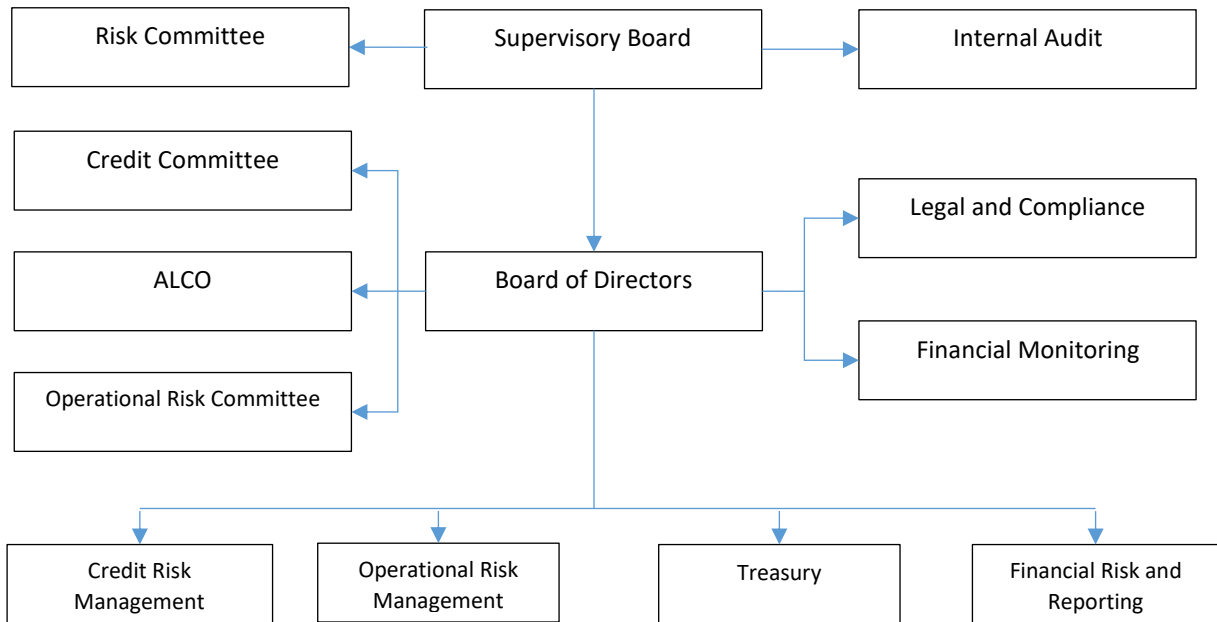 Risk Committee
Supervisory Board
Internal Audit
Credit Committee
Legal and Compliance
ALCO
Board of Directors
Financial Monitoring
Operational Risk Committee
Credit Risk
Management
Operational Risk
Management
Treasury
Financial Risk and
Reporting